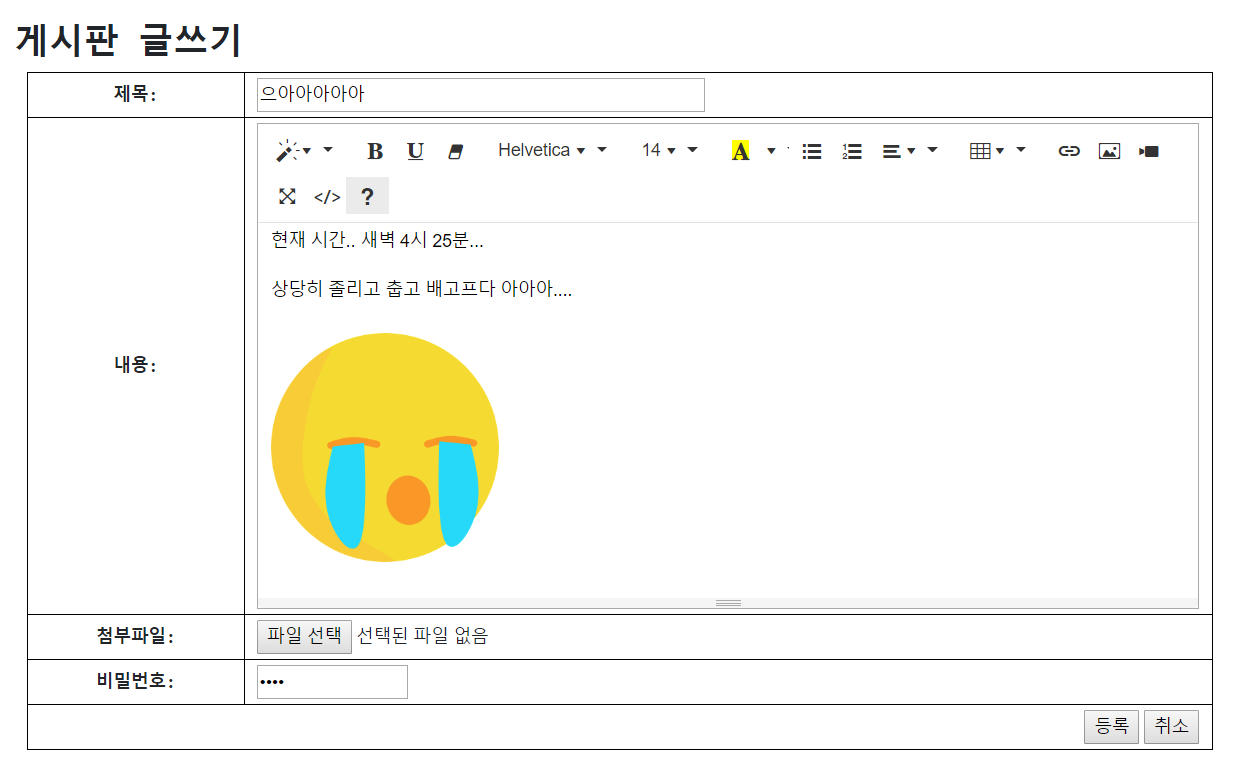 게시판 글쓰기
제목: 으아아아아아
B U Helvetica 14 A
</> ?
현재 시간.. 새벽 4시 25분...
상당히 졸리고 춥고 배고프다 아아아....
내용:
첨부파일: 파일 선택 선택된 파일 없음
비밀번호: ••••
등록 취소